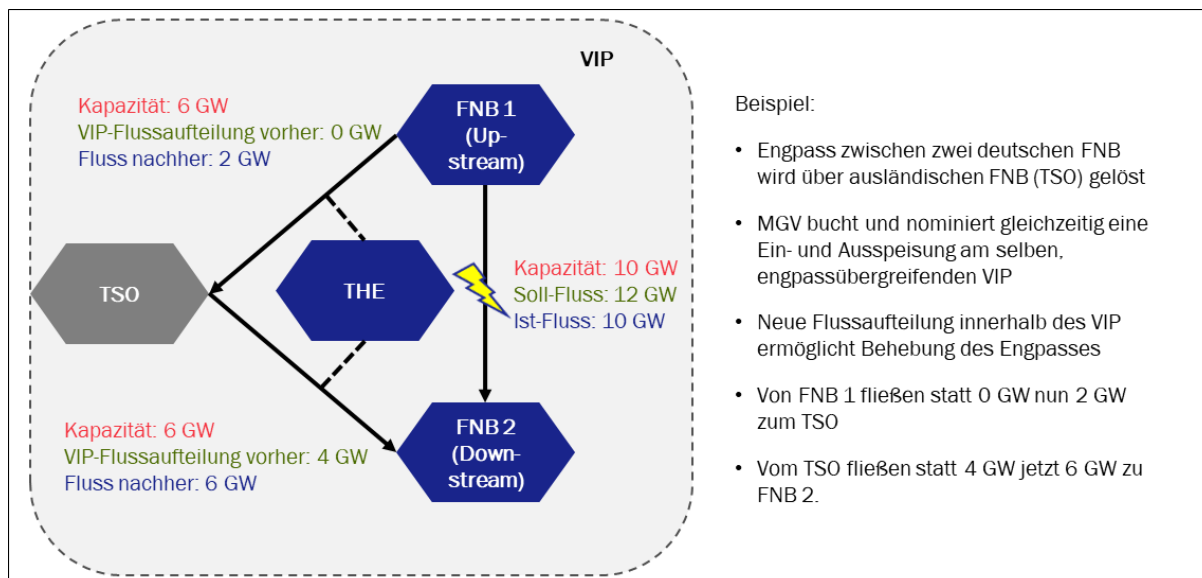 VIP
Kapazität: 6 GW
VIP-Flussaufteilung vorher: 0 GW
Fluss nachher: 2 GW
FNB 1
(Up-
stream)
TSO
THE
Kapazität: 10 GW
Soll-Fluss: 12 GW
Ist-Fluss: 10 GW
Kapazität: 6 GW
VIP-Flussaufteilung vorher: 4 GW
Fluss nachher: 6 GW
FNB 2
(Down-
stream)
Beispiel:
• Engpass zwischen zwei deutschen FNB
wird über ausländischen FNB (TSO) gelöst
• MGV bucht und nominiert gleichzeitig eine
Ein- und Ausspeisung am selben,
engpassübergreifenden VIP
• Neue Flussaufteilung innerhalb des VIP
ermöglicht Behebung des Engpasses
• Von FNB 1 fließen statt 0 GW nun 2 GW
zum TSO
• Vom TSO fließen statt 4 GW jetzt 6 GW zu
FNB 2.